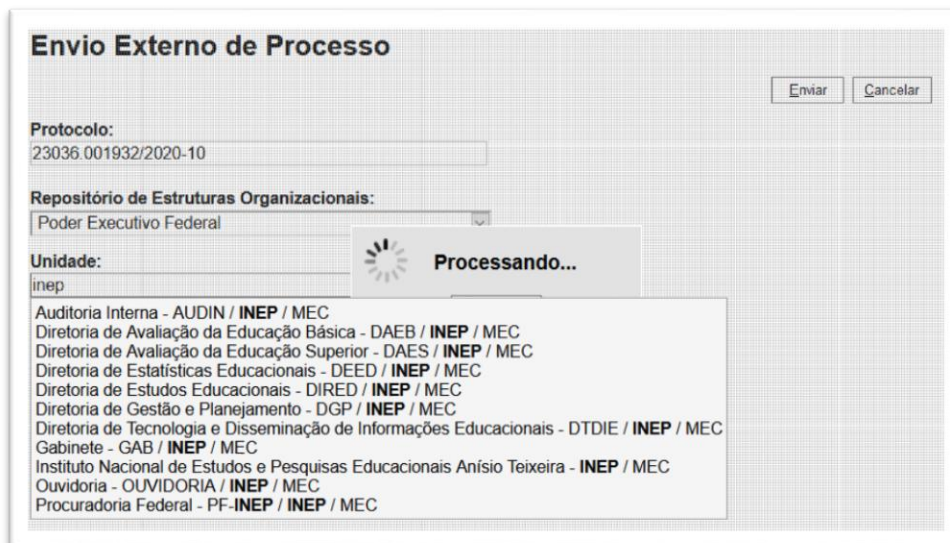 Envio Externo de Processo
Enviar
Cancelar
Protocolo:
23036.001932/2020-10
Repositório de Estruturas Organizacionais:
Poder Executivo Federal
Unidade:
inep
Processando...
Auditoria Interna - AUDIN / INEP / MEC
Diretoria de Avaliação da Educação Básica - DAEB / INEP / MEC
Diretoria de Avaliação da Educação Superior - DAES / INEP / MEC
Diretoria de Estatísticas Educacionais - DEED / INEP / MEC
Diretoria de Estudos Educacionais - DIRED / INEP / MEC
Diretoria de Gestão e Planejamento - DGP / INEP / MEC
Diretoria de Tecnologia e Disseminação de Informações Educacionais - DTDIE / INEP / MEC
Gabinete - GAB / INEP / MEC
Instituto Nacional de Estudos e Pesquisas Educacionais Anísio Teixeira - INEP / MEC
Ouvidoria - OUVIDORIA / INEP / MEC
Procuradoria Federal - PF-INEP / INEP / MEC